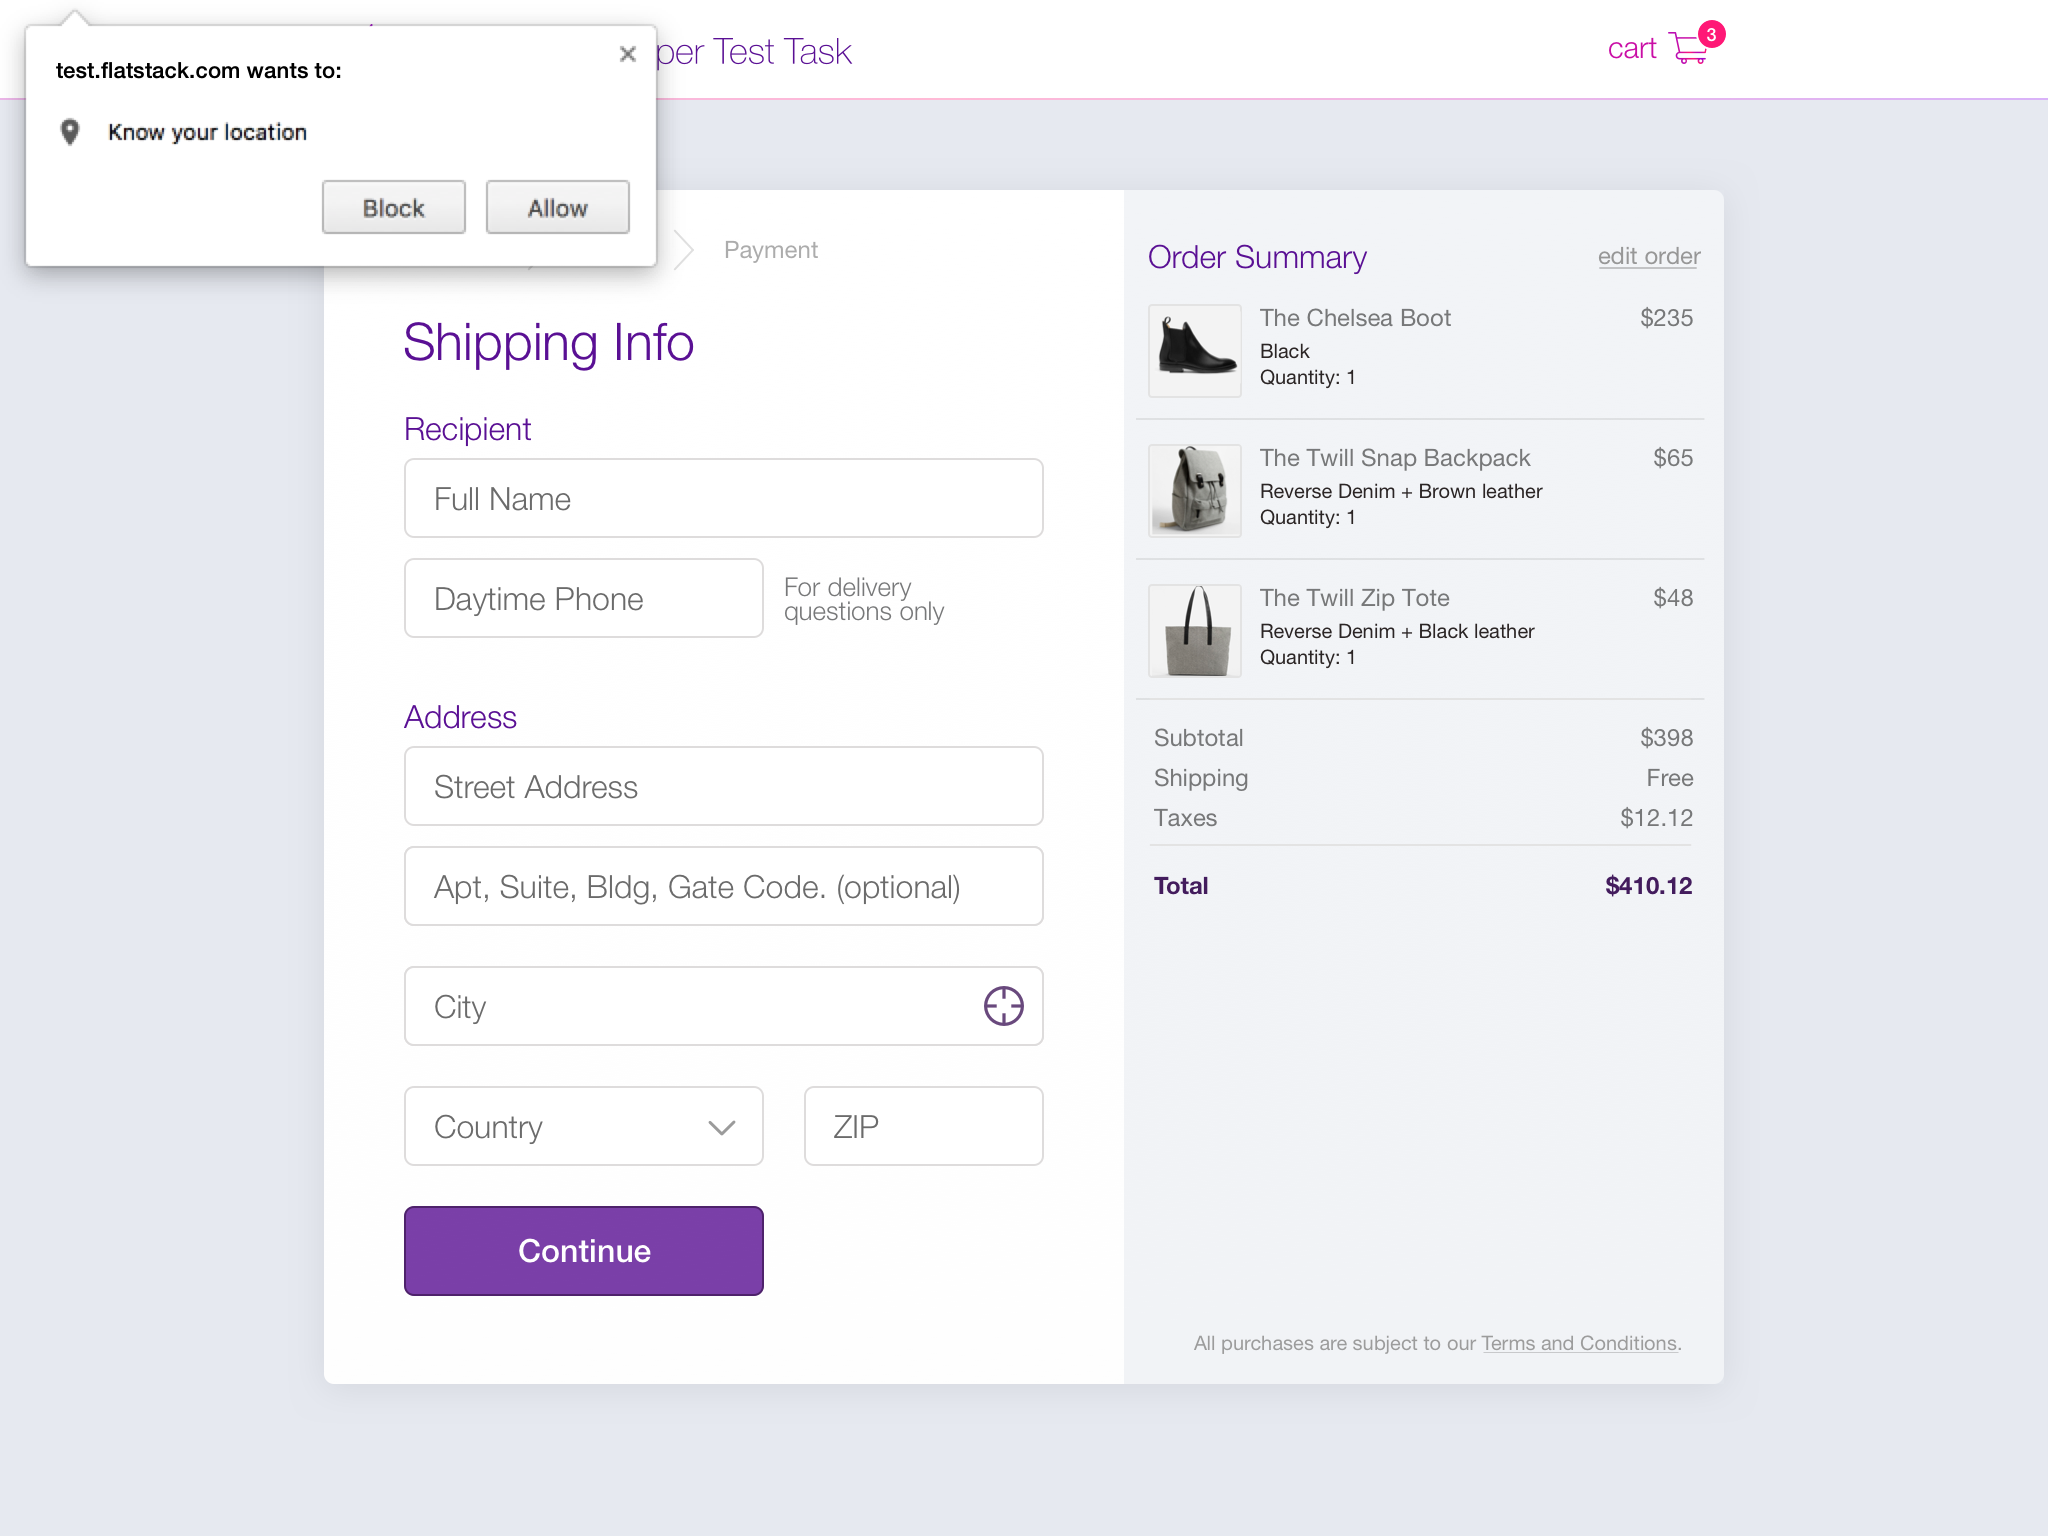 test.flatstack.com wants to:
Know your location
Block
Allow
Test Task
cart
3
Payment
Shipping Info
Recipient
Full Name
Daytime Phone
For delivery
questions only
Address
Street Address
Apt, Suite, Bldg, Gate Code. (optional)
City
Country
ZIP
Continue
Order Summary
edit order
The Chelsea Boot
$235
Black
Quantity: 1
The Twill Snap Backpack
$65
Reverse Denim + Brown leather
Quantity: 1
The Twill Zip Tote
$48
Reverse Denim + Black leather
Quantity: 1
Subtotal
$398
Shipping
Free
Taxes
$12.12
Total
$410.12
All purchases are subject to our Terms and Conditions.